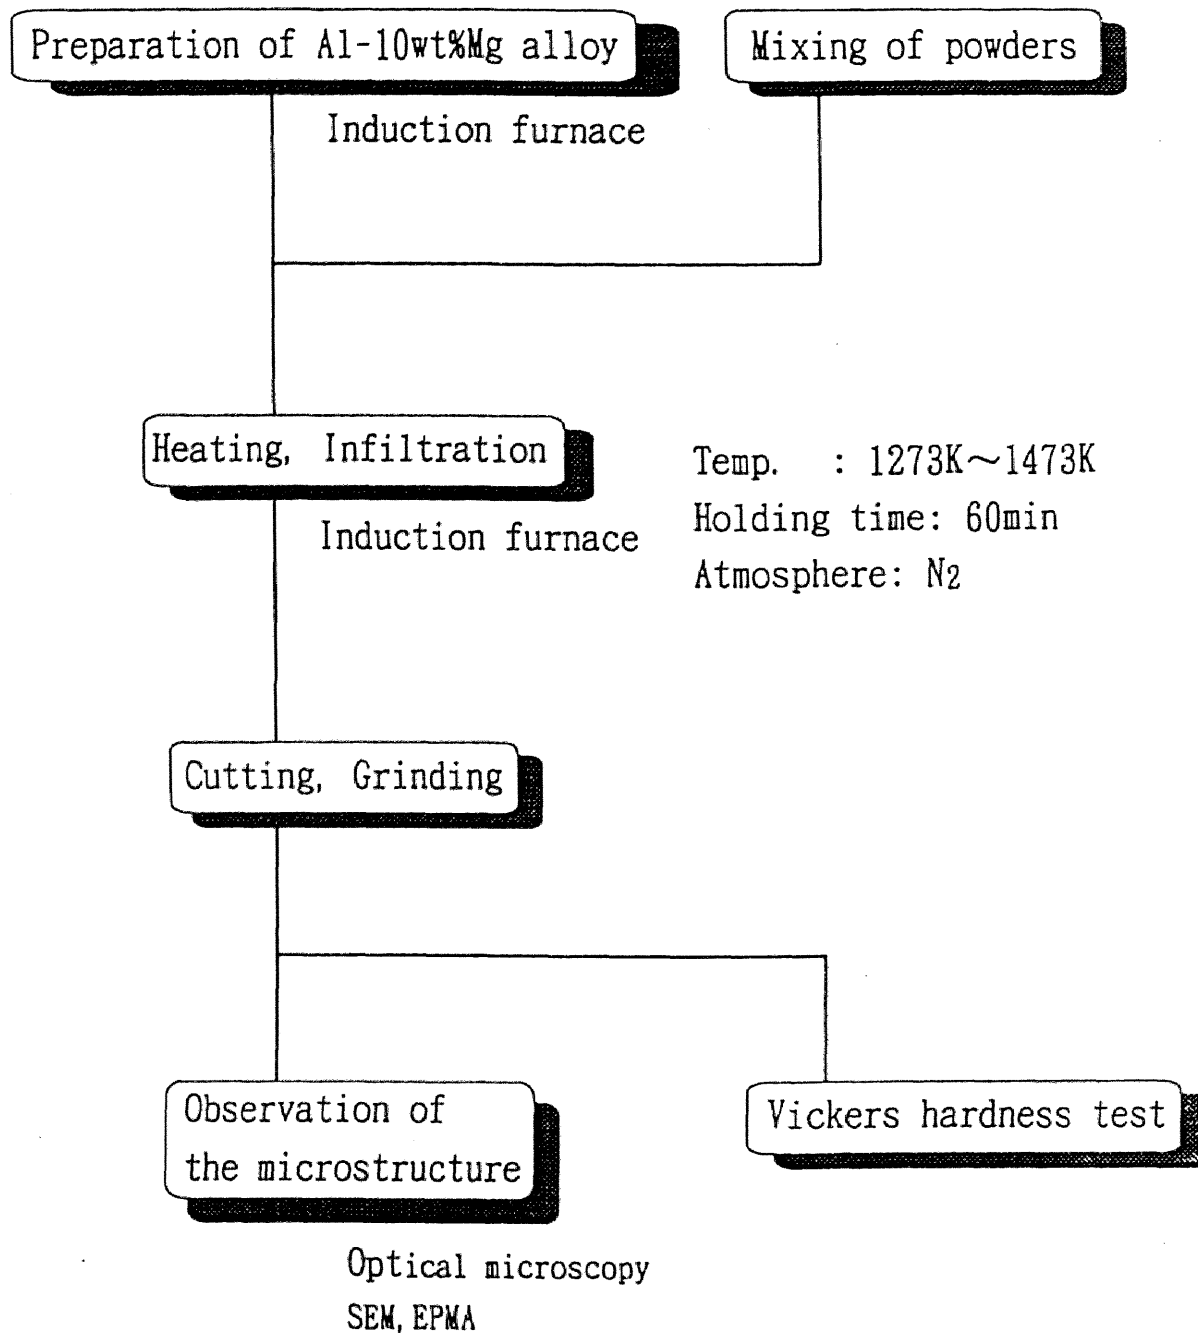 Preparation of Al-10wt%Mg alloy
Mixing of powders
Induction furnace
Heating, Infiltration
Induction furnace
Temp. : 1273K～1473K
Holding time: 60min
Atmosphere: N2
Cutting, Grinding
Observation of
the microstructure
Vickers hardness test
Optical microscopy
SEM, EPMA